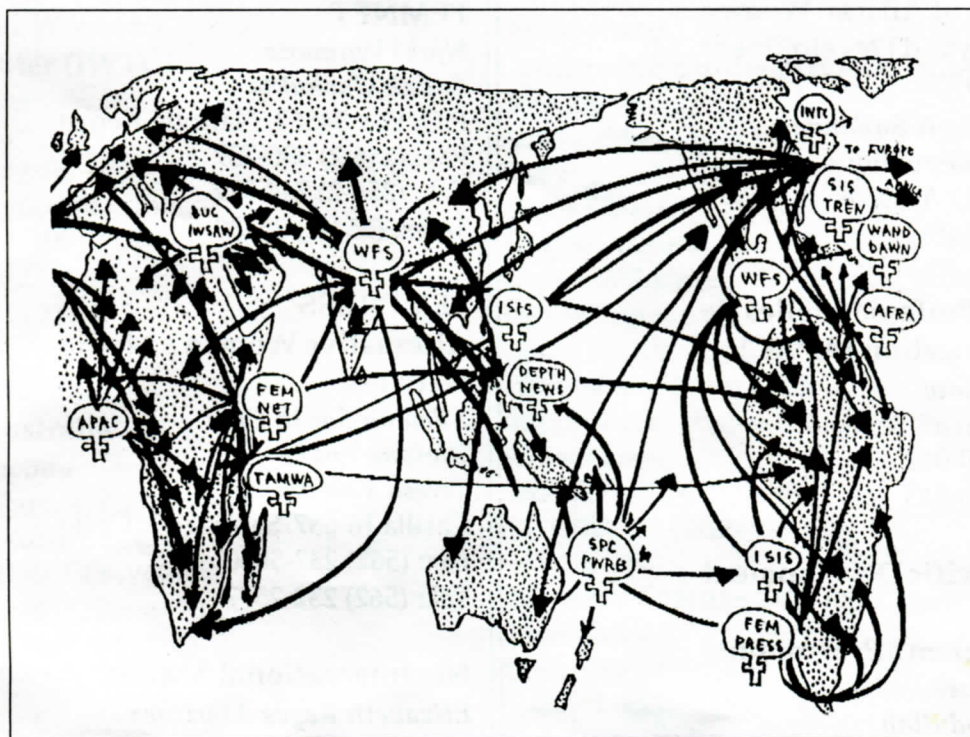 IWTC
TO EUROPE
AFRICA
SIS
TREN
WAND
DAWN
BUC
IWSAW
WFS
WFS
ISIS
CAFRA
DEPTH
NEWS
FEM
NET
APAC
TAMWA
SPC
PWRB
ISIS
FEM
PRESS